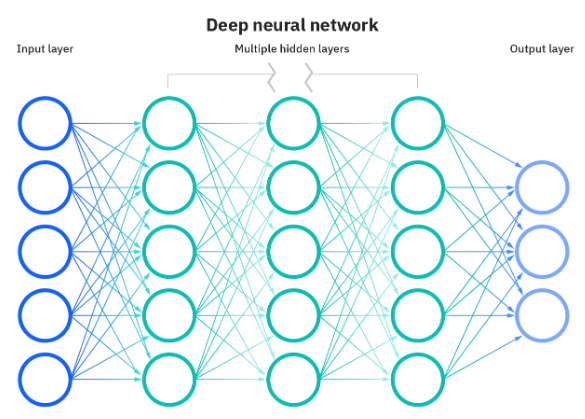 Deep neural network
Input layer
Multiple hidden layers
Output layer